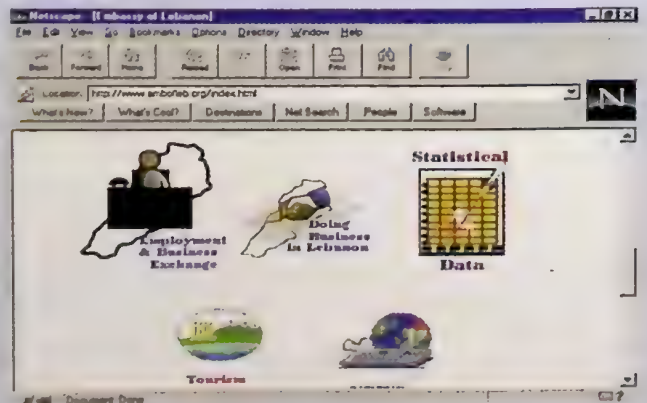 Netscape - [Embassy of Lebanon]
File Edit View Go Bookmarks Options Directory Window Help
Back Forward Home Reload Open Print Find
Location: http://www.embofleb.org/index.html
What's New? What's Cool? Destinations Net Search People Software
Statistical
Employment
& Business
Exchange
Doing
Business
in Lebanon
Data
Tourism
Document: Done